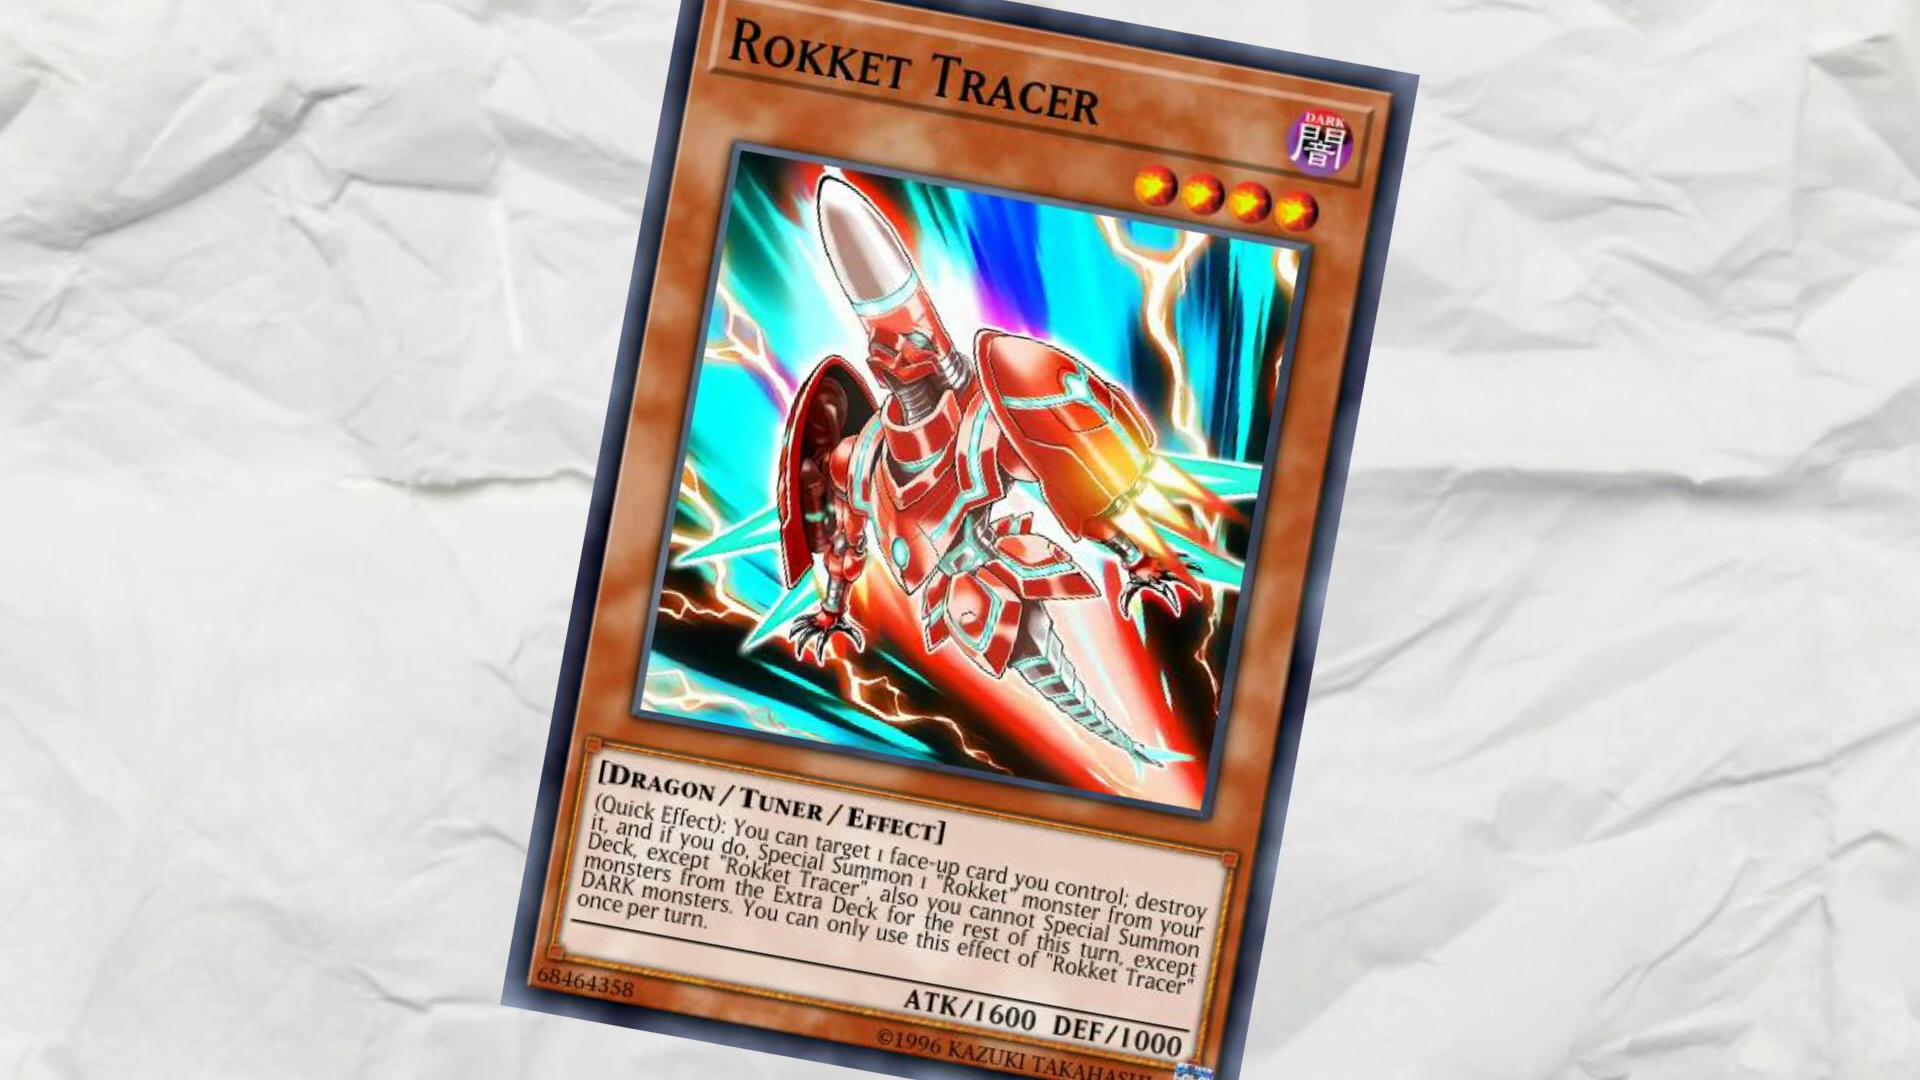 ROKKET TRACER
DARK
闇
[DRAGON / TUNER / EFFECT]
(Quick Effect): You can target 1 face-up card you control; destroy
it, and if you do, Special Summon 1 "Rokket" monster from your
Deck, except "Rokket Tracer", also you cannot Special Summon
monsters from the Extra Deck for the rest of this turn, except
DARK monsters. You can only use this effect of "Rokket Tracer"
once per turn.
ATK/1600 DEF/1000
68464358
©1996 KAZUKI TAKAHASHI